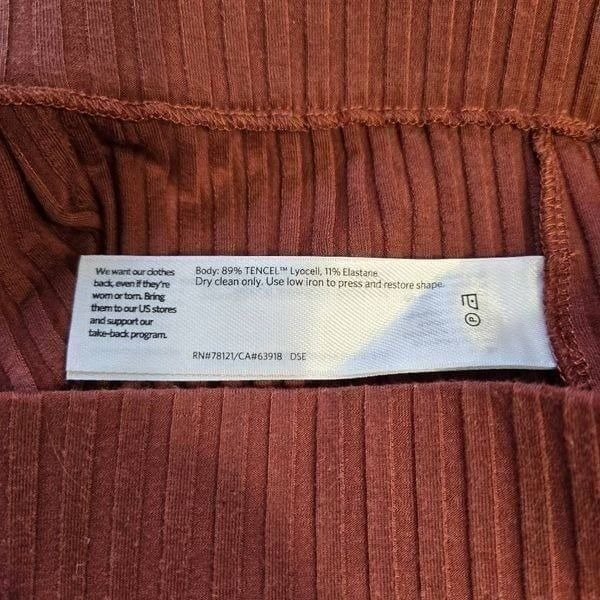 We want our clothes
back, even if they're
worn or torn. Bring
them to our US stores
and support our
take-back program.
Body: 89% TENCEL™ Lyocell, 11% Elastane
Dry clean only. Use low iron to press and restore shape.
P
RN#78121/CA#63918 DSE